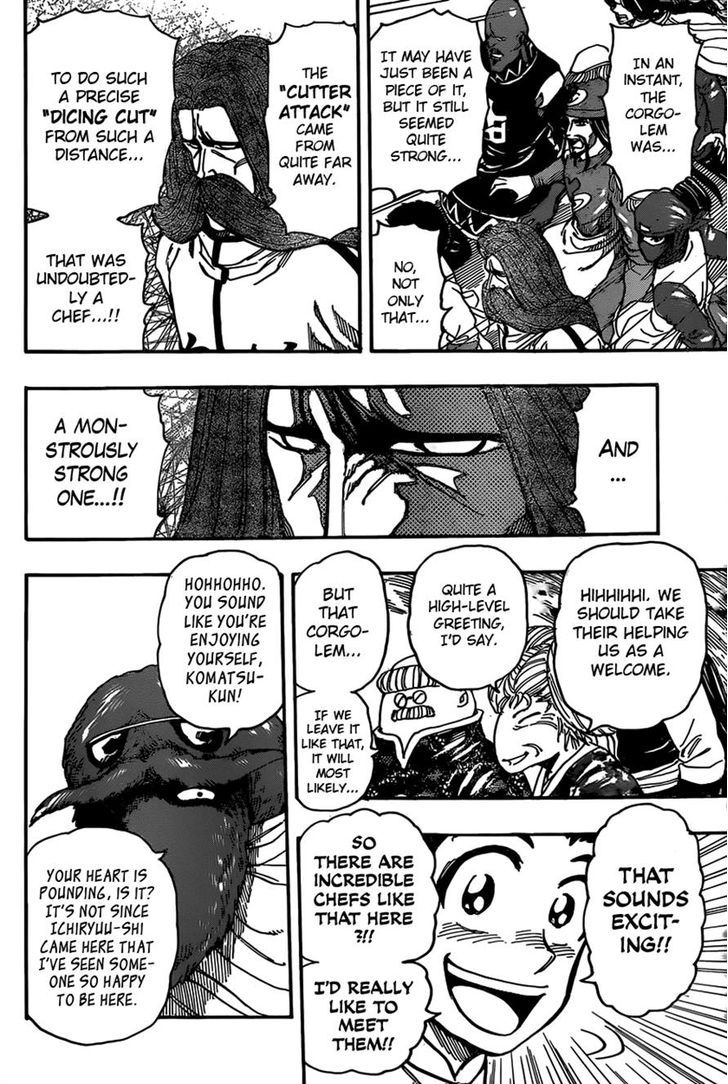 IN AN
INSTANT,
THE
CORGO-
LEM
WAS...
IT MAY HAVE
JUST BEEN A
PIECE OF IT,
BUT IT STILL
SEEMED
QUITE
STRONG...
NO,
NOT
ONLY
THAT...
THE
"CUTTER
ATTACK"
CAME
FROM
QUITE FAR
AWAY.
TO DO SUCH
A PRECISE
"DICING CUT"
FROM SUCH A
DISTANCE...
THAT WAS
UNDOUBTED-
LY A
CHEF...!!
AND
...
A MON-
STROUSLY
STRONG
ONE...!!
HIHHIHHI. WE
SHOULD TAKE
THEIR HELPING
US AS A
WELCOME.
QUITE A
HIGH-LEVEL
GREETING,
I'D SAY.
BUT
THAT
CORGO-
LEM...
IF WE
LEAVE IT
LIKE THAT,
IT WILL
MOST
LIKELY...
THAT
SOUNDS
EXCIT-
ING!!
SO
THERE ARE
INCREDIBLE
CHEFS LIKE
THAT HERE
?!!
I'D REALLY
LIKE TO
MEET
THEM!!
HOHHOHHO.
YOU SOUND
LIKE YOU'RE
ENJOYING
YOURSELF,
KOMATSU-
KUN!
YOUR HEART IS
POUNDING, IS IT?
IT'S NOT SINCE
ICHIRYUU-SHI
CAME HERE THAT
I'VE SEEN SOME-
ONE SO HAPPY
TO BE HERE.